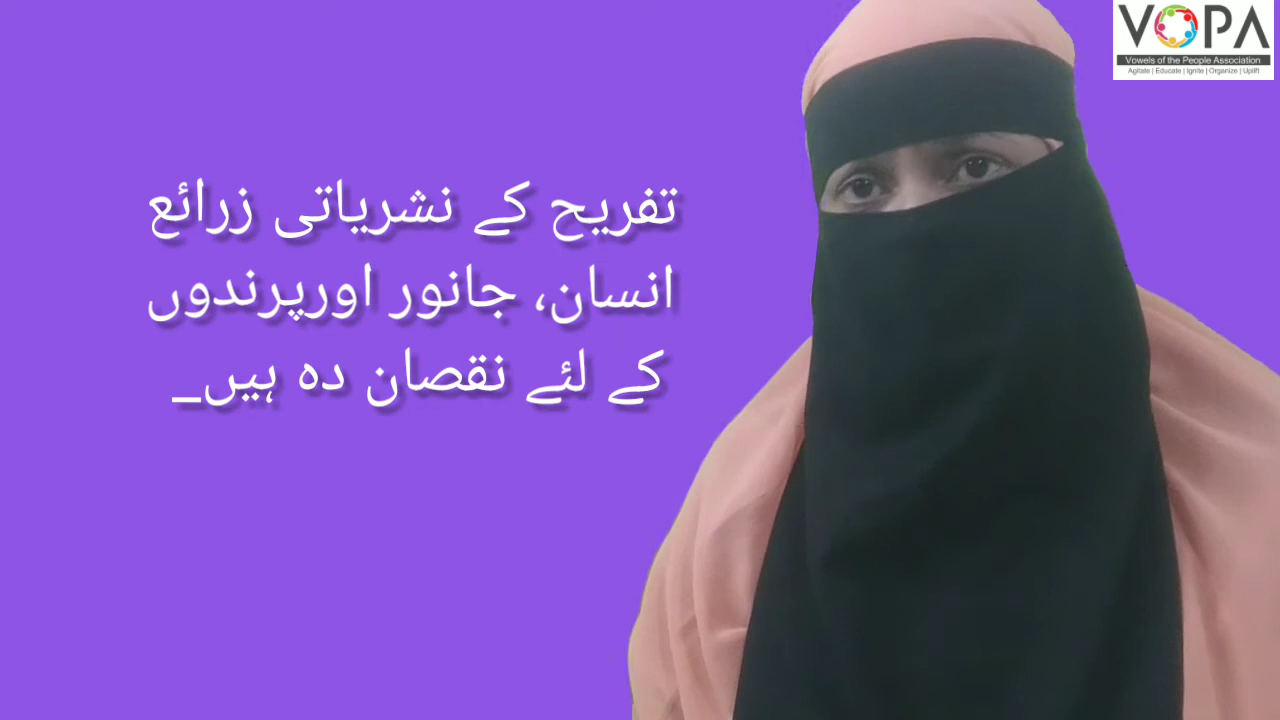 VOPA
Vowels of the People Association
Agitate | Educate | Ignite | Organize | Uplift
تفریح کے نشریاتی زرائع
انسان، جانور اورپرندوں
کے لئے نقصان دہ ہیں_